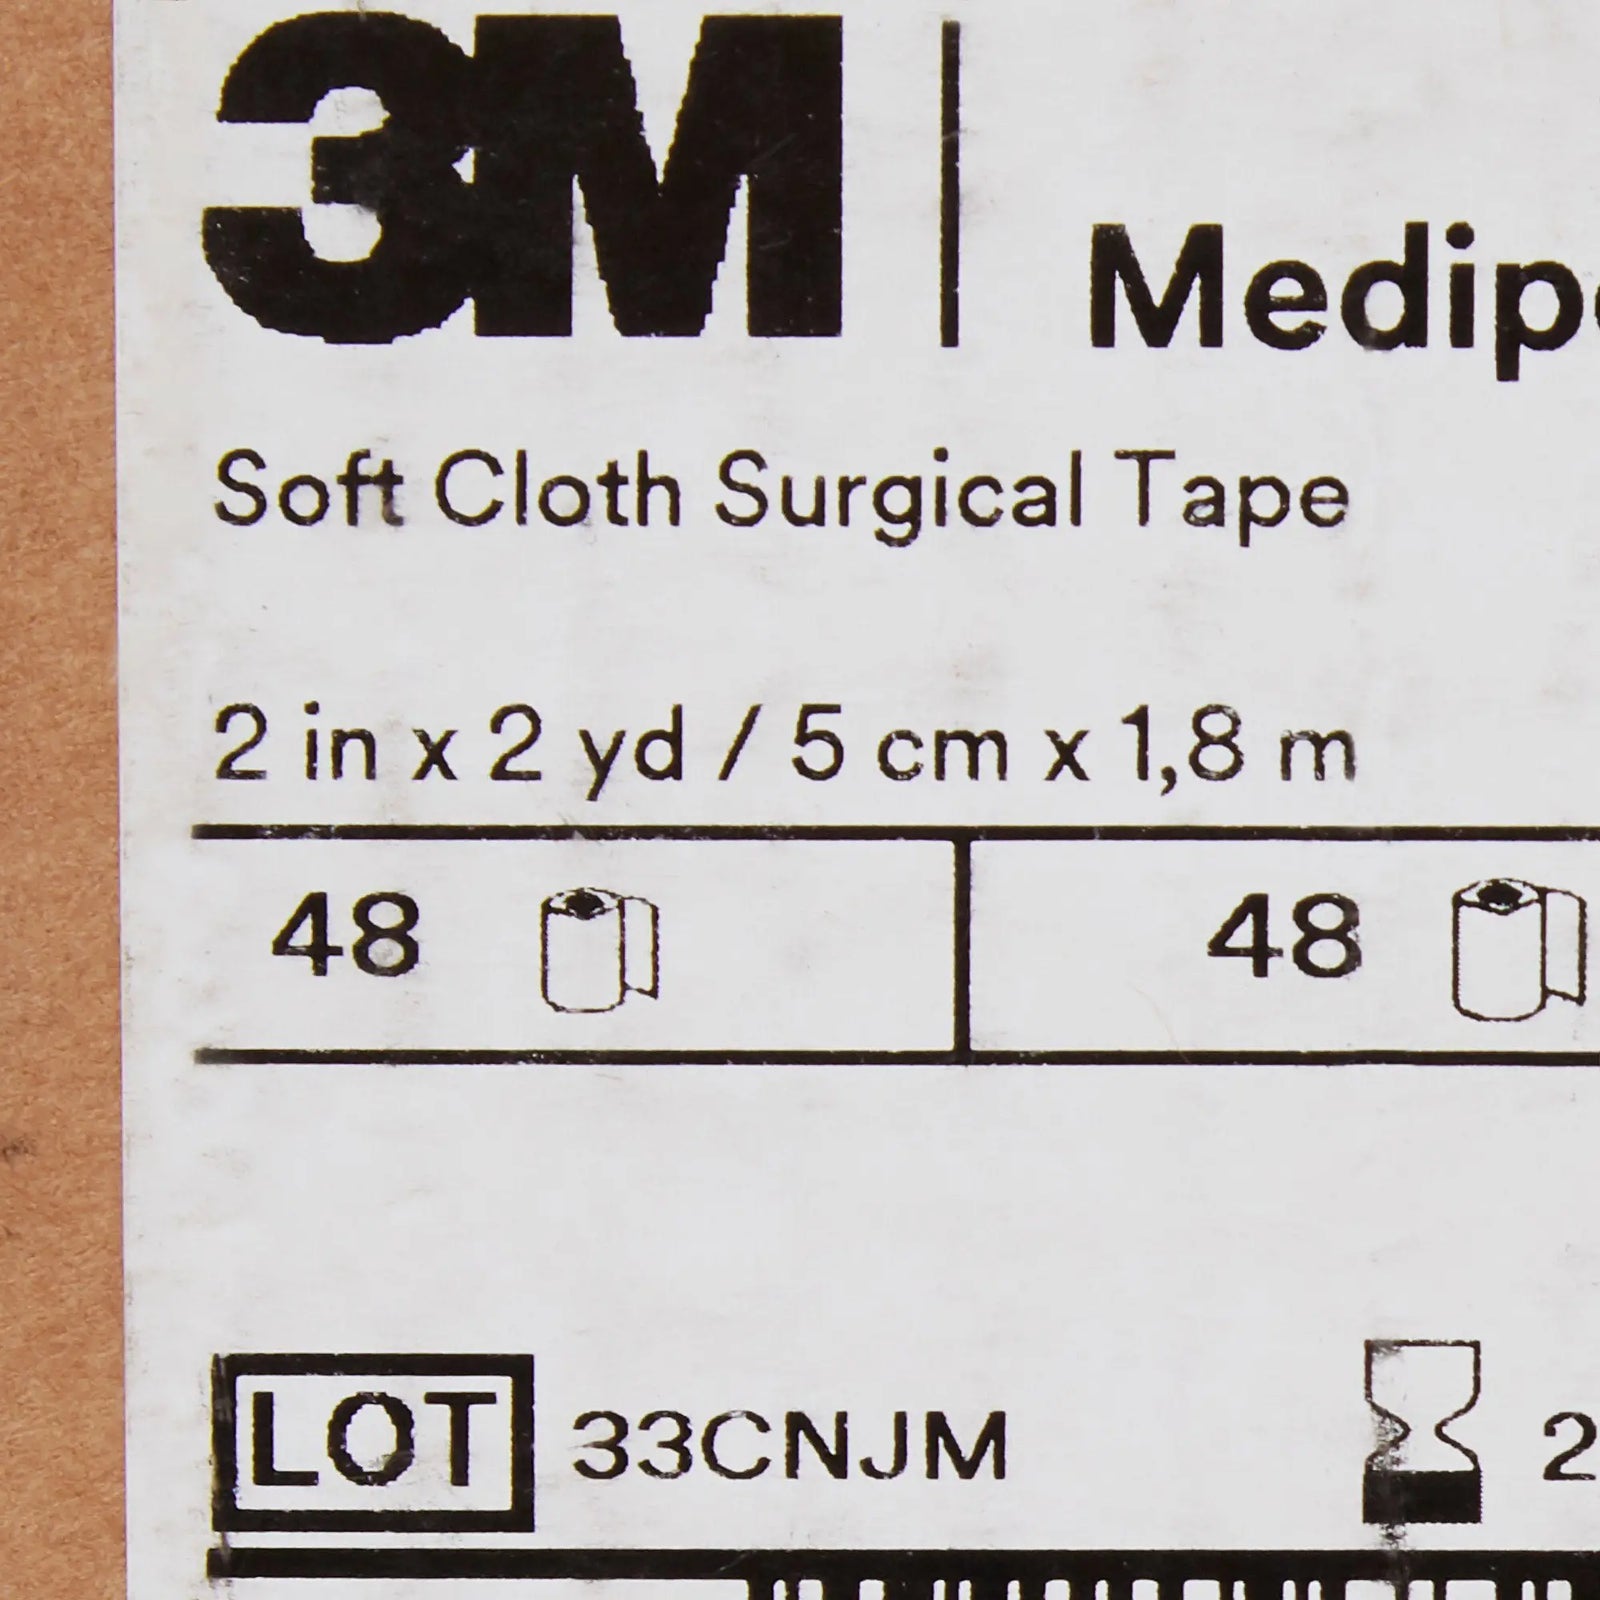 3M
Medip
Soft Cloth Surgical Tape
2 in x 2 yd / 5 cm x 1,8 m
48 48
LOT 33CNJM 2